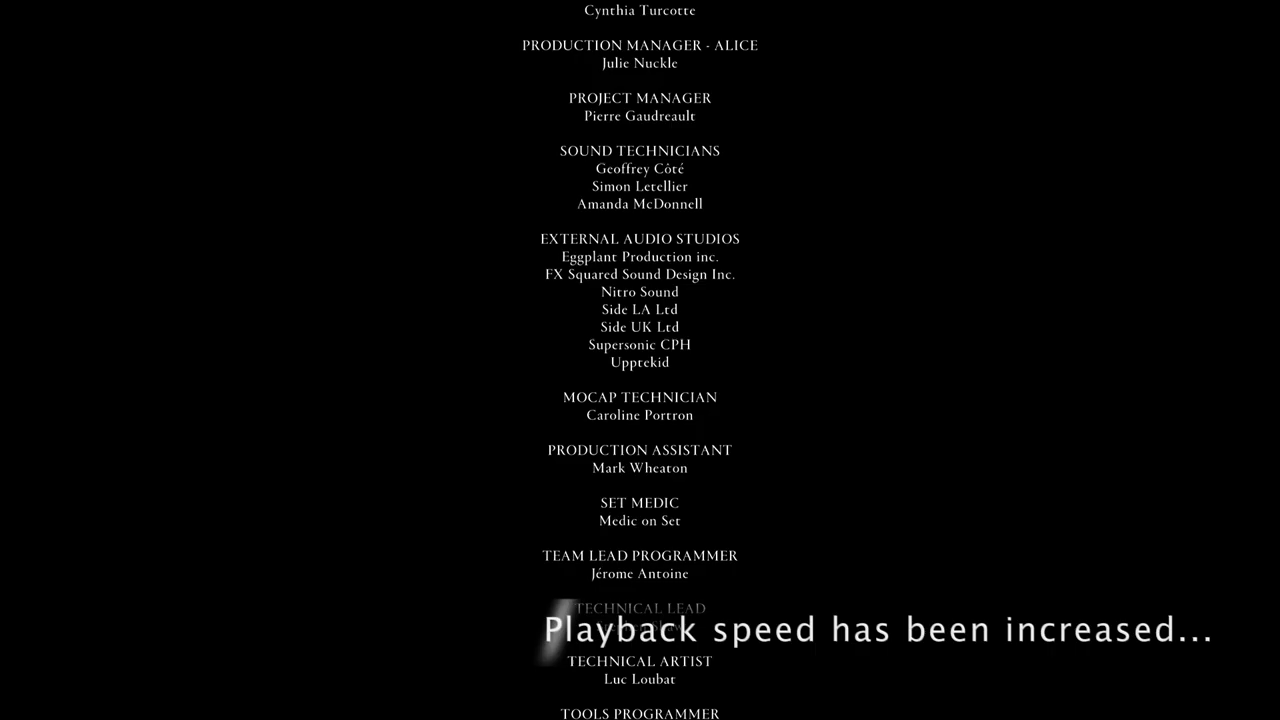 Cynthia Turcotte
PRODUCTION MANAGER - ALICE
Julie Nuckle
PROJECT MANAGER
Pierre Gaudreault
SOUND TECHNICIANS
Geoffrey Côté
Simon Letellier
Amanda McDonnell
EXTERNAL AUDIO STUDIOS
Eggplant Production inc.
FX Squared Sound Design Inc.
Nitro Sound
Side LA Ltd
Side UK Ltd
Supersonic CPH
Upptekid
MOCAP TECHNICIAN
Caroline Portron
PRODUCTION ASSISTANT
Mark Wheaton
SET MEDIC
Medic on Set
TEAM LEAD PROGRAMMER
Jérome Antoine
TECHNICAL LEAD
Playback speed has been increased...
TECHNICAL ARTIST
Luc Loubat
TOOLS PROGRAMMER